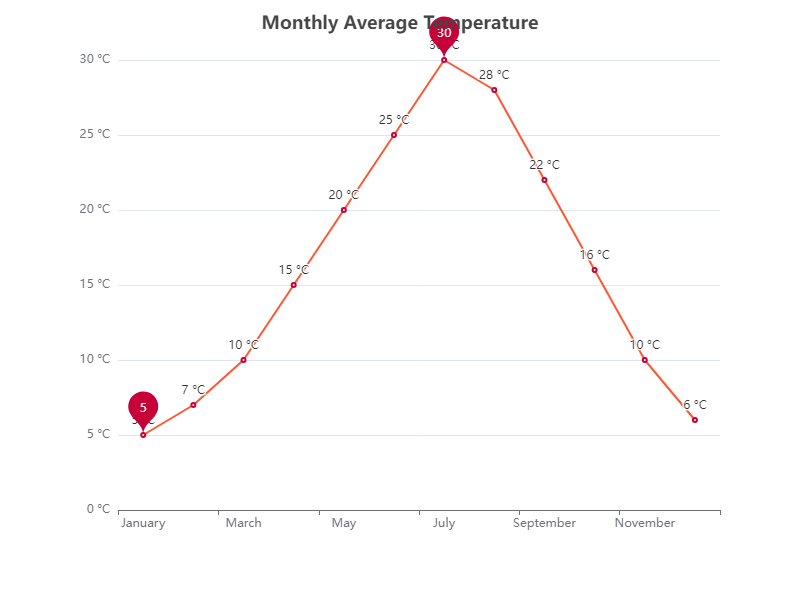 Monthly Average Temperature
30
30 °C
30 °C
28 °C
25 °C
25 °C
22 °C
20 °C
20 °C
16 °C
15 °C
15 °C
10 °C
10 °C
10 °C
7 °C
5
6 °C
5 °C
0 °C
January March May July September November